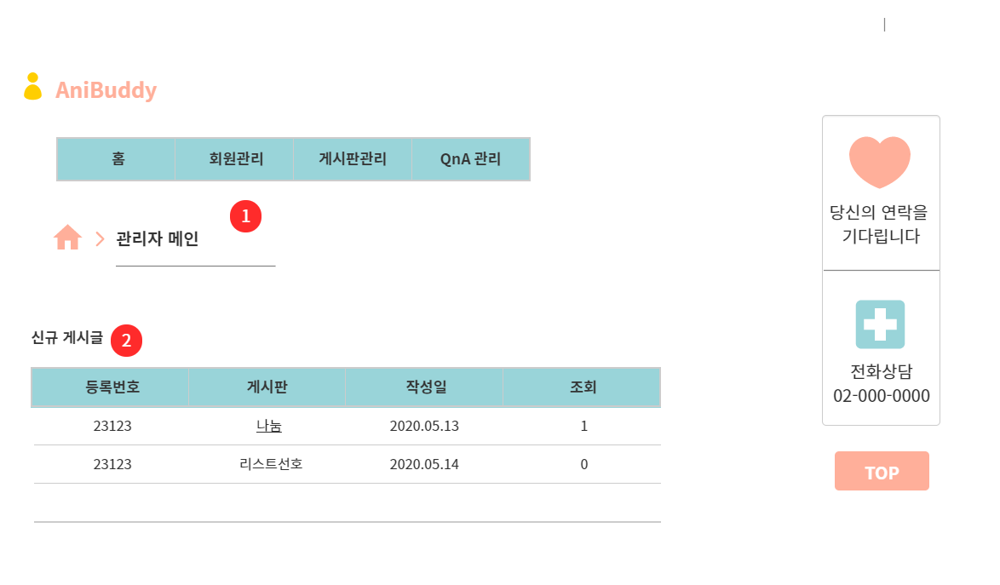 |
AniBuddy
홈 회원관리 게시판관리 QnA 관리
1
관리자 메인
신규 게시글 2
등록번호 게시판 작성일 조회
23123 나눔 2020.05.13 1
23123 리스트선호 2020.05.14 0
당신의 연락을
기다립니다
전화상담
02-000-0000
TOP